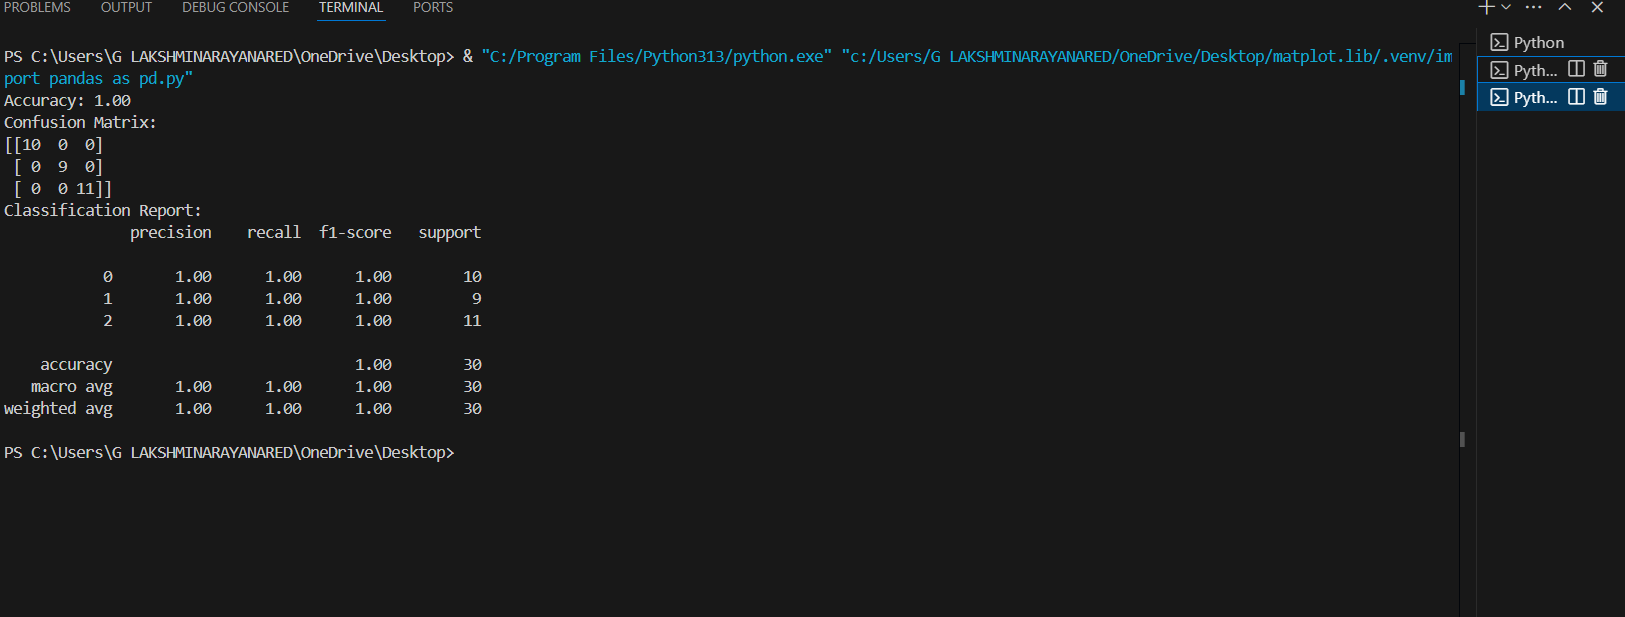 PROBLEMS OUTPUT DEBUG CONSOLE TERMINAL PORTS
PS C:\Users\G LAKSHMINARAYANARED\OneDrive\Desktop> & "C:/Program Files/Python313/python.exe" "c:/Users/G LAKSHMINARAYANARED/OneDrive/Desktop/matplot.lib/.venv/im
port pandas as pd.py"
Accuracy: 1.00
Confusion Matrix:
[[10  0  0]
 [ 0  9  0]
 [ 0  0 11]]
Classification Report:
              precision    recall  f1-score   support
           0       1.00      1.00      1.00        10
           1       1.00      1.00      1.00         9
           2       1.00      1.00      1.00        11
    accuracy                           1.00        30
   macro avg       1.00      1.00      1.00        30
weighted avg       1.00      1.00      1.00        30
PS C:\Users\G LAKSHMINARAYANARED\OneDrive\Desktop>
Python
Pyth...
Pyth...